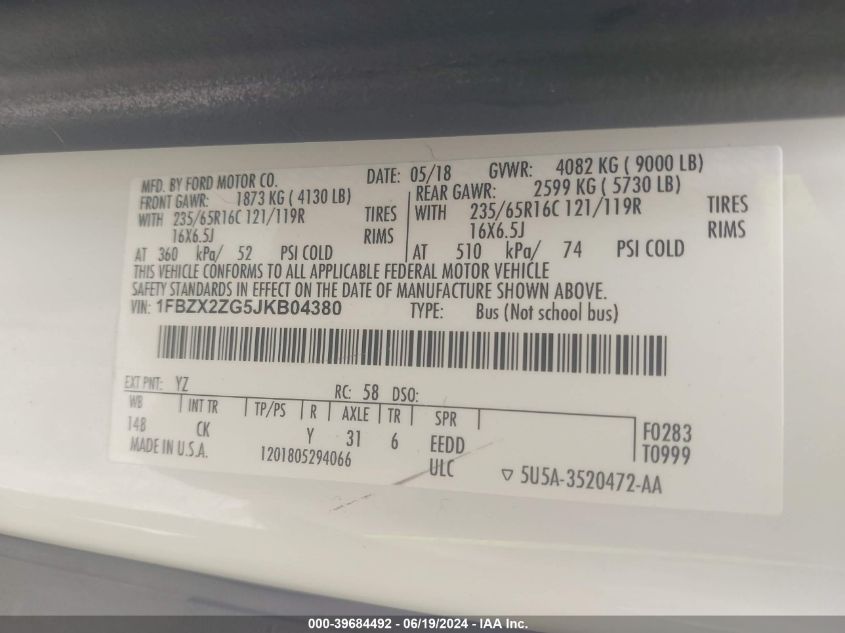 MFD. BY FORD MOTOR CO. DATE: 05/18 GVWR: 4082 KG ( 9000 LB)
FRONT GAWR: 1873 KG ( 4130 LB) REAR GAWR: 2599 KG ( 5730 LB)
WITH 235/65R16C 121/119R TIRES WITH 235/65R16C 121/119R TIRES
16X6.5J RIMS 16X6.5J RIMS
AT 360 kPa/ 52 PSI COLD AT 510 kPa/ 74 PSI COLD
THIS VEHICLE CONFORMS TO ALL APPLICABLE FEDERAL MOTOR VEHICLE
SAFETY STANDARDS IN EFFECT ON THE DATE OF MANUFACTURE SHOWN ABOVE.
VIN: 1FBZX2ZG5JKB04380 TYPE: Bus (Not school bus)
EXT PNT: YZ RC: 58 DSO:
WB INT TR TP/PS R AXLE TR SPR
148 CK Y 31 6 EEDD F0283
MADE IN U.S.A. 1201805294066 ULC T0999
5U5A-3520472-AA
000-39684492 - 06/19/2024 - IAA, Inc.